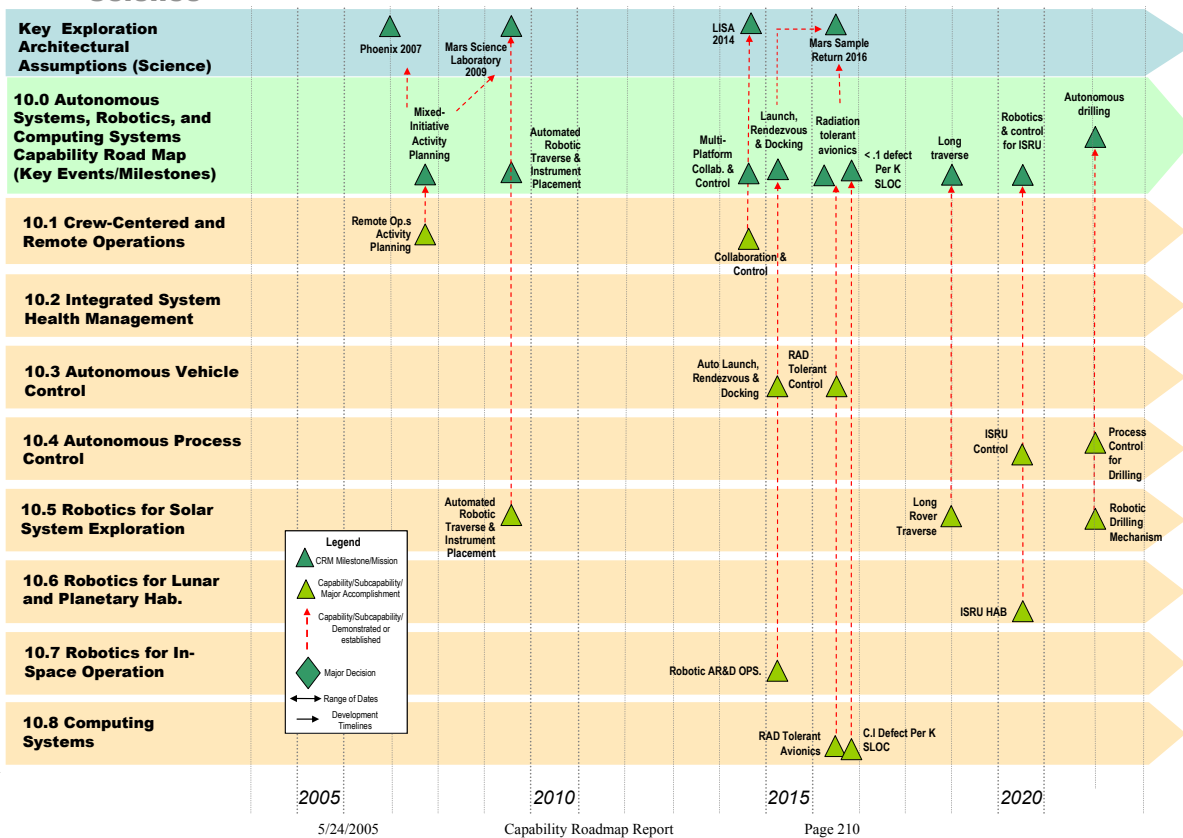 Science
Key Exploration
Architectural
Assumptions (Science)
Phoenix 2007
Mars Science
Laboratory
2009
LISA
2014
Mars Sample
Return 2016
10.0 Autonomous
Systems, Robotics, and
Computing Systems
Capability Road Map
(Key Events/Milestones)
Mixed-
Initiative
Activity
Planning
Automated
Robotic
Traverse &
Instrument
Placement
Multi-
Platform
Collab. &
Control
Launch,
Rendezvous
& Docking
Radiation
tolerant
avionics
< .1 defect
Per K
SLOC
Long
traverse
Robotics
& control
for ISRU
Autonomous
drilling
10.1 Crew-Centered and
Remote Operations
Remote Op.s
Activity
Planning
Collaboration &
Control
10.2 Integrated System
Health Management
10.3 Autonomous Vehicle
Control
Auto Launch,
Rendezvous &
Docking
RAD
Tolerant
Control
10.4 Autonomous Process
Control
ISRU
Control
Process
Control
for
Drilling
10.5 Robotics for Solar
System Exploration
Automated
Robotic
Traverse &
Instrument
Placement
Long
Rover
Traverse
Robotic
Drilling
Mechanism
10.6 Robotics for Lunar
and Planetary Hab.
ISRU HAB
10.7 Robotics for In-
Space Operation
Robotic AR&D OPS.
10.8 Computing
Systems
RAD Tolerant
Avionics
C.I Defect Per K
SLOC
Legend
CRM Milestone/Mission
Capability/Subcapability/
Major Accomplishment
Capability/Subcapability/
Demonstrated or
established
Major Decision
Range of Dates
Development
Timelines
2005
2010
2015
2020
5/24/2005
Capability Roadmap Report
Page 210